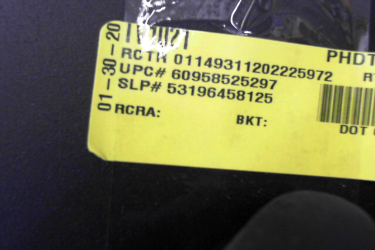 01-30-20
PHDT
RCTR 01149311202225972
UPC# 60958525297
SLP# 53196458125
RCRA:
BKT:
DOT